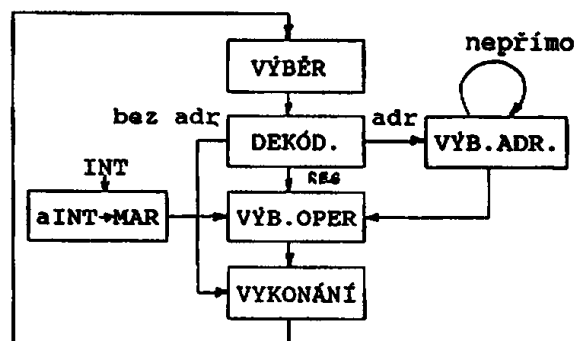 nepřímo
VÝBĚR
bez adr
adr
DEKÓD.
VÝB.ADR.
INT
REG
aINT→MAR
VÝB.OPER
VYKONÁNÍ